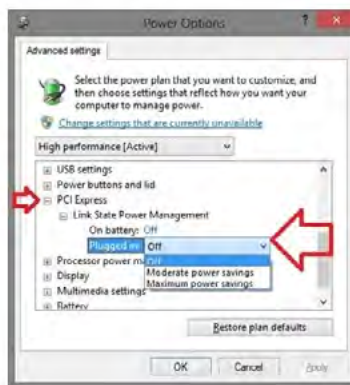 Power Options
?
Advanced settings
Select the power plan that you want to customize, and
then choose settings that reflect how you want your
computer to manage power.
Change settings that are currently unavailable
High performance [Active]
USB settings
Power buttons and lid
PCI Express
Link State Power Management
On battery: Off
Plugged in: Off
Processor power m
Off
Moderate power savings
Display
Maximum power savings
Multimedia settings
Battery
Restore plan defaults
OK
Cancel
Apply